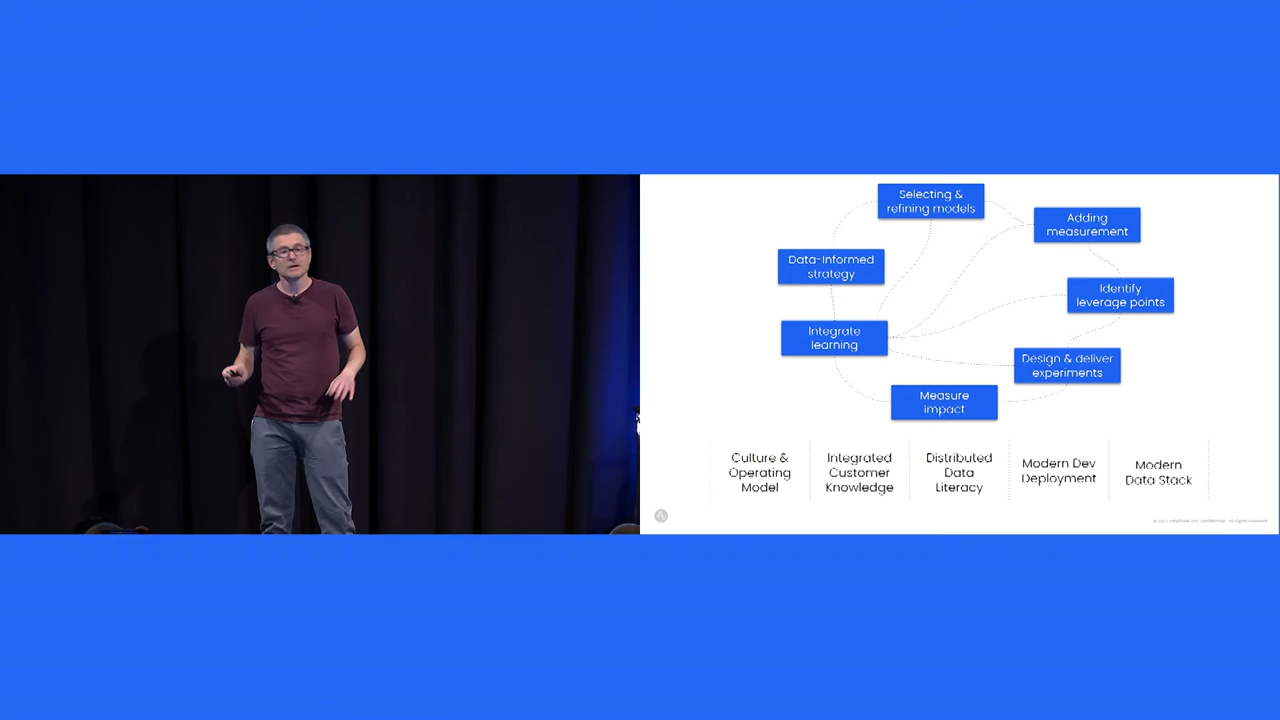 Selecting &
refining models
Adding
measurement
Data-Informed
strategy
Identify
leverage points
Integrate
learning
Design & deliver
experiments
Measure
impact
Culture &
Operating
Model
Integrated
Customer
Knowledge
Distributed
Data
Literacy
Modern Dev
Deployment
Modern
Data Stack